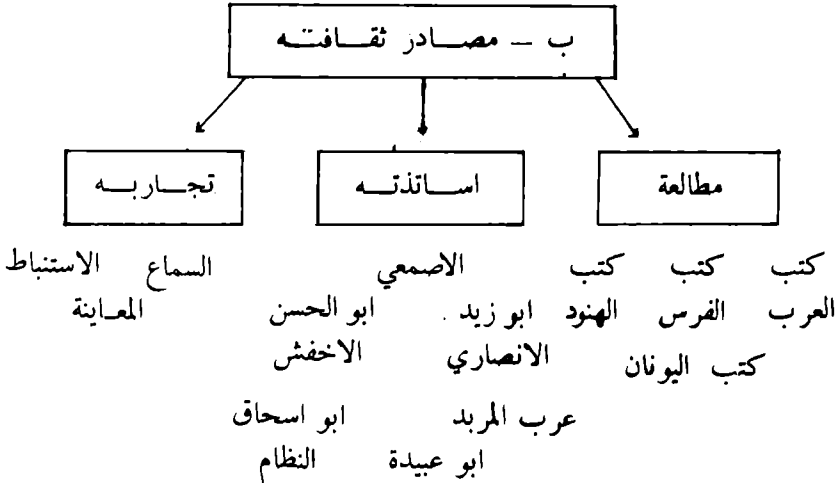 ب – مصادر ثقافته
مطالعة
اساتذته
تجاربه
كتب العرب
كتب الفرس
كتب الهنود
كتب اليونان
الاصمعي
ابو زيد الانصاري
ابو الحسن الاخفش
عرب المربد
ابو اسحاق النظام
ابو عبيدة
السماع
الاستنباط
المعاينة